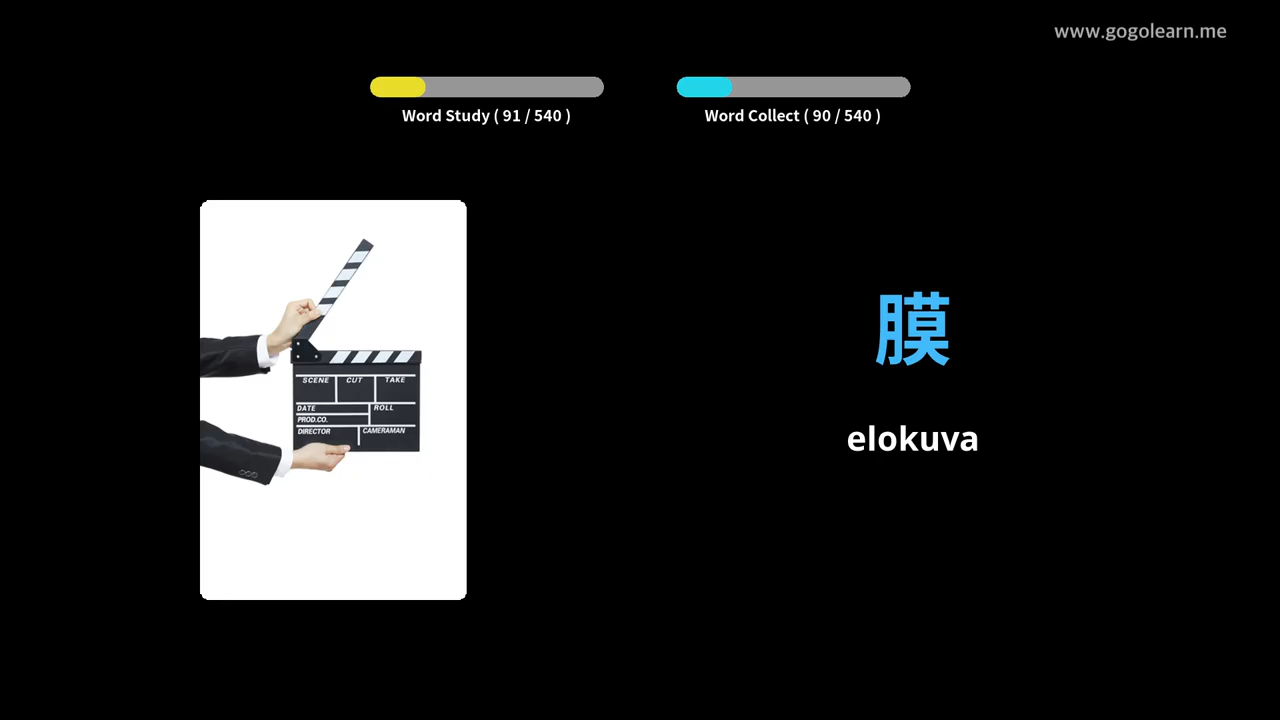 www.gogolearn.me
Word Study ( 91 / 540 )
Word Collect ( 90 / 540 )
SCENE CUT TAKE
DATE ROLL
PROD.CO.
DIRECTOR CAMERAMAN
膜
elokuva